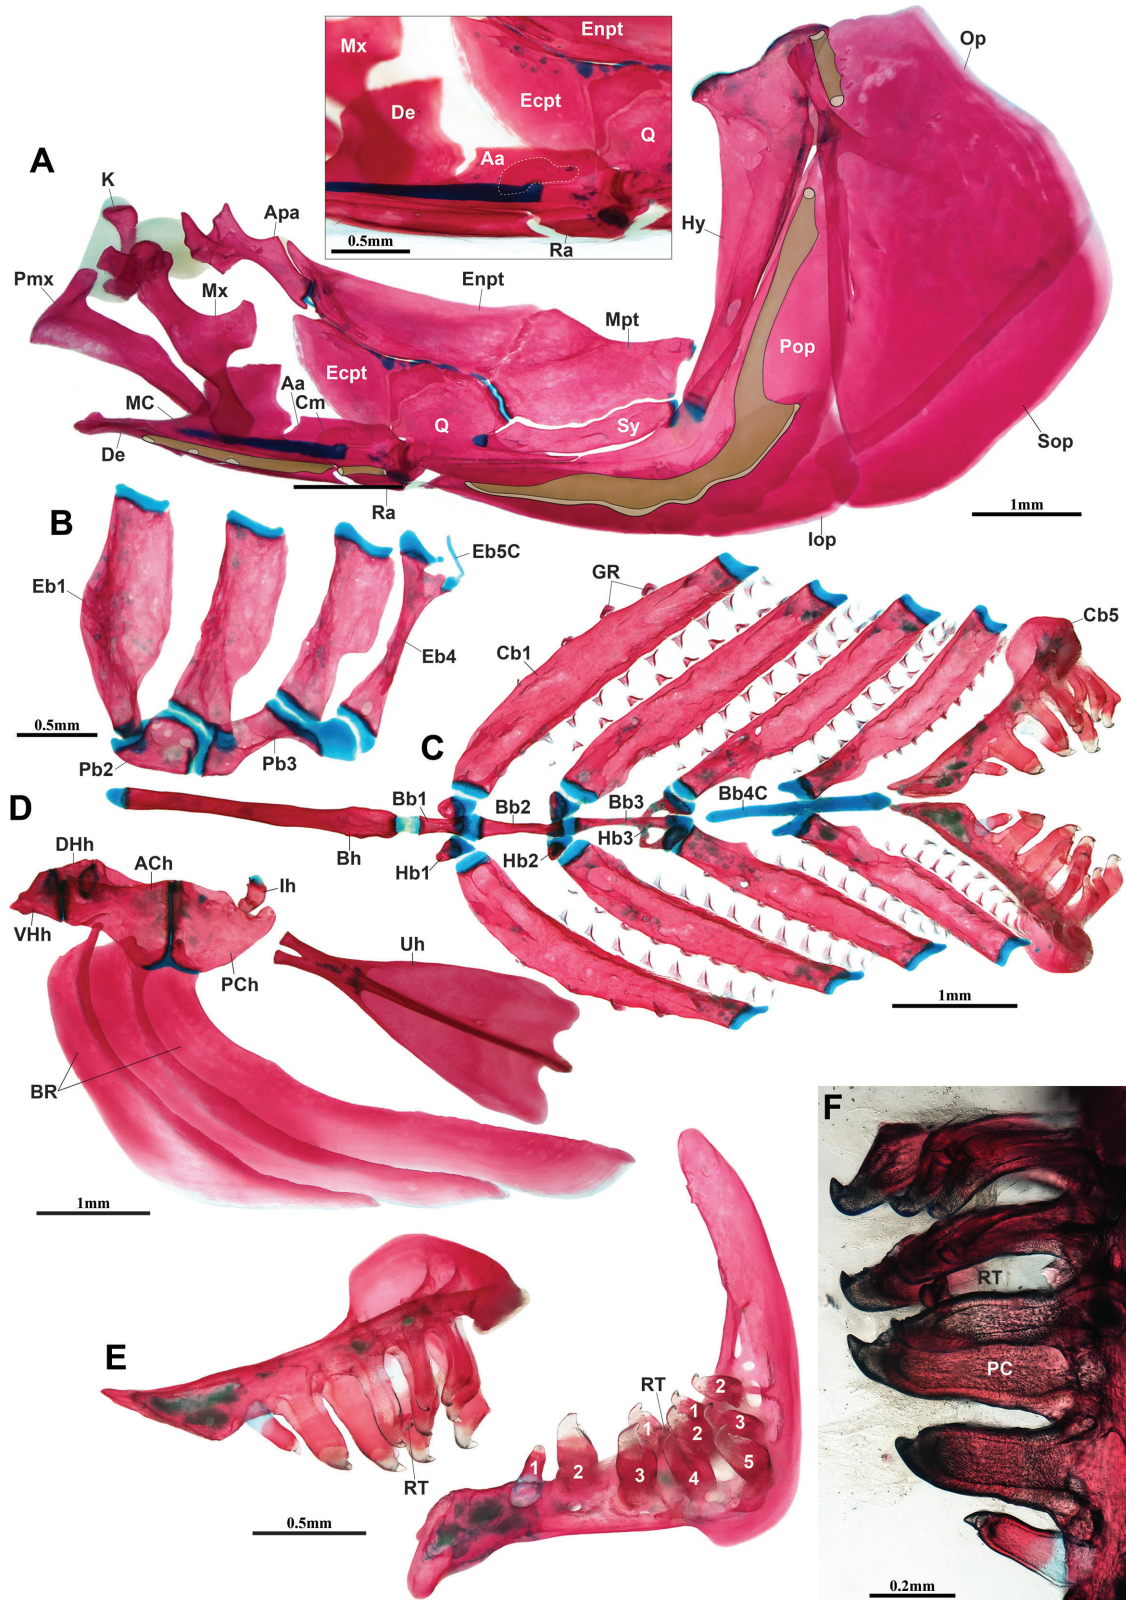 A
K
Pmx
Mx
Apa
Enpt
Mpt
Ecpt
Q
Sy
Aa
Cm
MC
De
Ra
Hy
Pop
Op
Sop
Iop
1mm
Mx
De
Enpt
Ecpt
Q
Aa
Ra
0.5mm
B
Eb1
Eb5C
Eb4
Pb2
Pb3
0.5mm
C
GR
Cb1
Cb5
Bb1
Bb2
Bb3
Bb4C
Bh
Hb1
Hb2
Hb3
1mm
D
DHh
ACh
Ih
VHh
PCh
Uh
BR
1mm
E
RT
0.5mm
RT
2
1
3
1
2
1
2
3
4
5
F
RT
PC
0.2mm